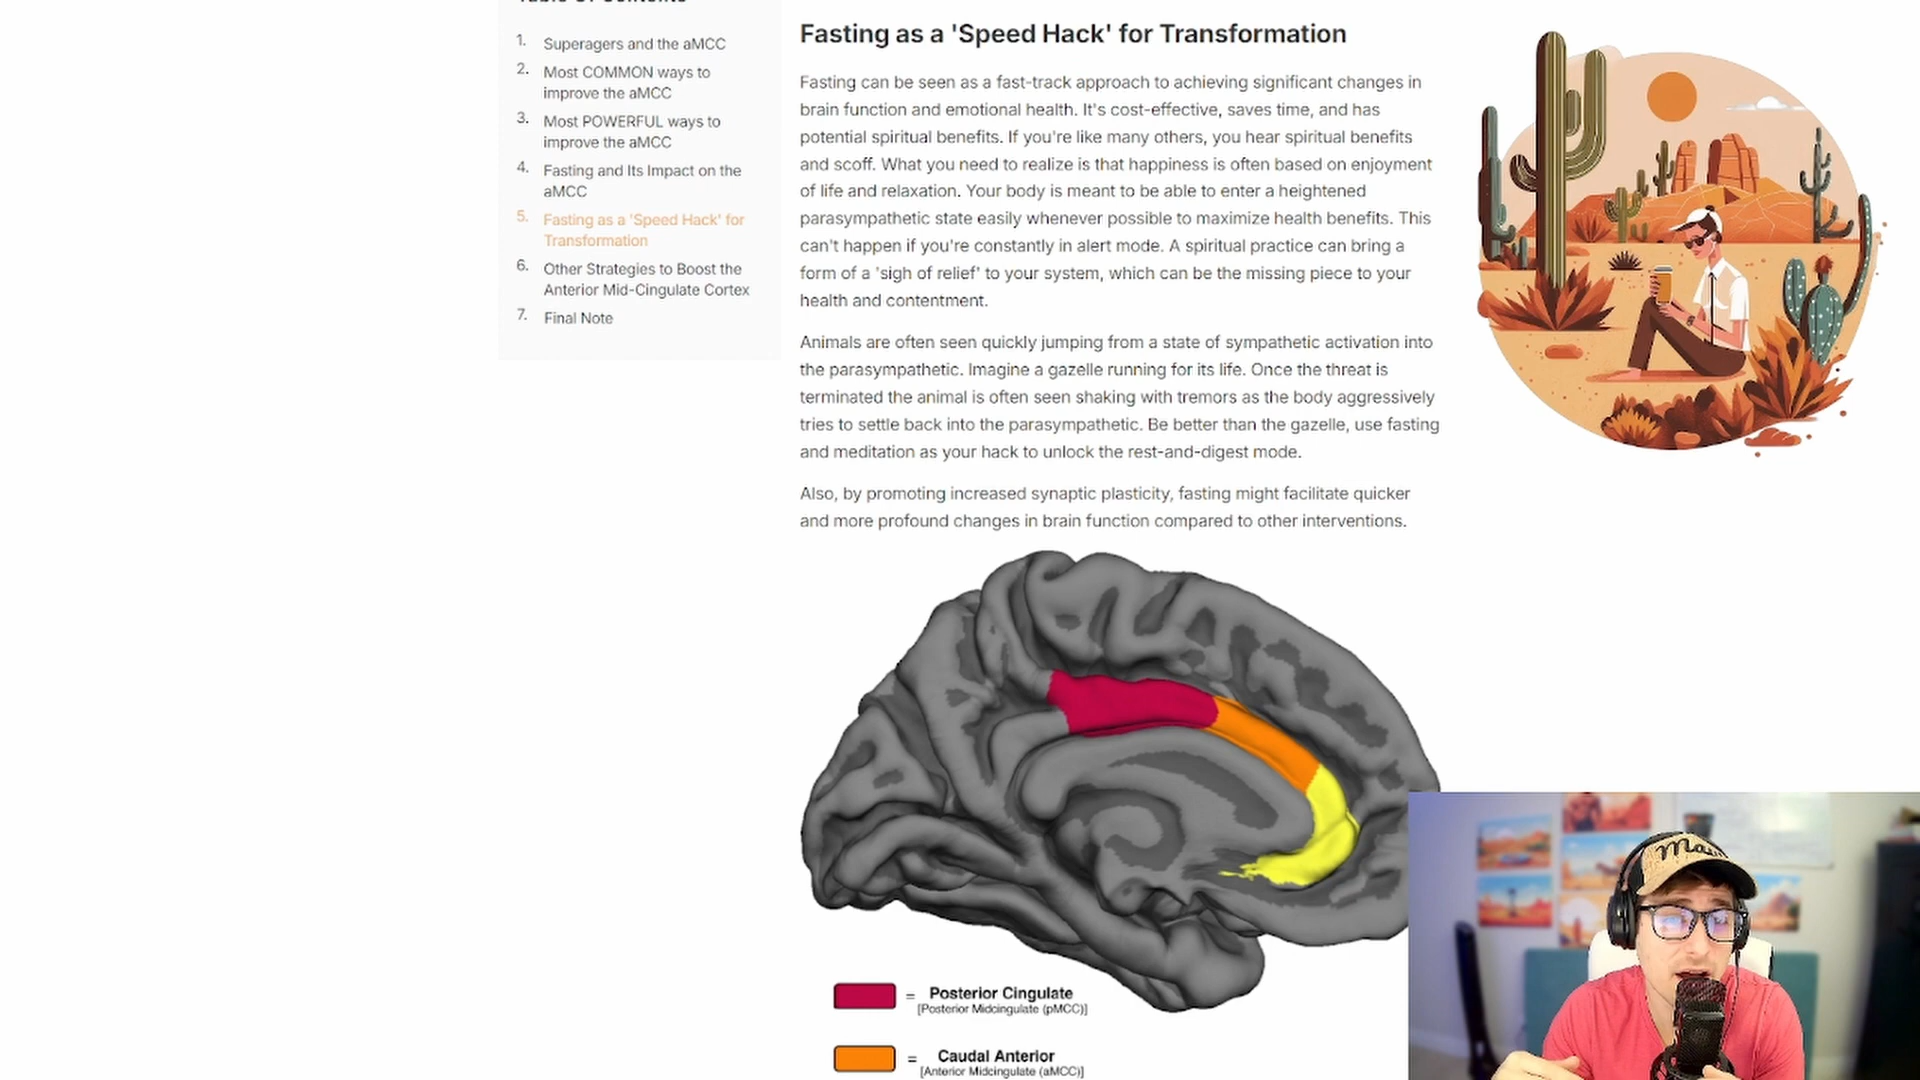 Table Of Contents
1. Superagers and the aMCC
2. Most COMMON ways to
improve the aMCC
3. Most POWERFUL ways to
improve the aMCC
4. Fasting and Its Impact on the
aMCC
5. Fasting as a 'Speed Hack' for
Transformation
6. Other Strategies to Boost the
Anterior Mid-Cingulate Cortex
7. Final Note
Fasting as a 'Speed Hack' for Transformation
Fasting can be seen as a fast-track approach to achieving significant changes in
brain function and emotional health. It's cost-effective, saves time, and has
potential spiritual benefits. If you're like many others, you hear spiritual benefits
and scoff. What you need to realize is that happiness is often based on enjoyment
of life and relaxation. Your body is meant to be able to enter a heightened
parasympathetic state easily whenever possible to maximize health benefits. This
can't happen if you're constantly in alert mode. A spiritual practice can bring a
form of a 'sigh of relief' to your system, which can be the missing piece to your
health and contentment.
Animals are often seen quickly jumping from a state of sympathetic activation into
the parasympathetic. Imagine a gazelle running for its life. Once the threat is
terminated the animal is often seen shaking with tremors as the body aggressively
tries to settle back into the parasympathetic. Be better than the gazelle, use fasting
and meditation as your hack to unlock the rest-and-digest mode.
Also, by promoting increased synaptic plasticity, fasting might facilitate quicker
and more profound changes in brain function compared to other interventions.
= Posterior Cingulate
[Posterior Midcingulate (pMCC)]
= Caudal Anterior
[Anterior Midcingulate (aMCC)]